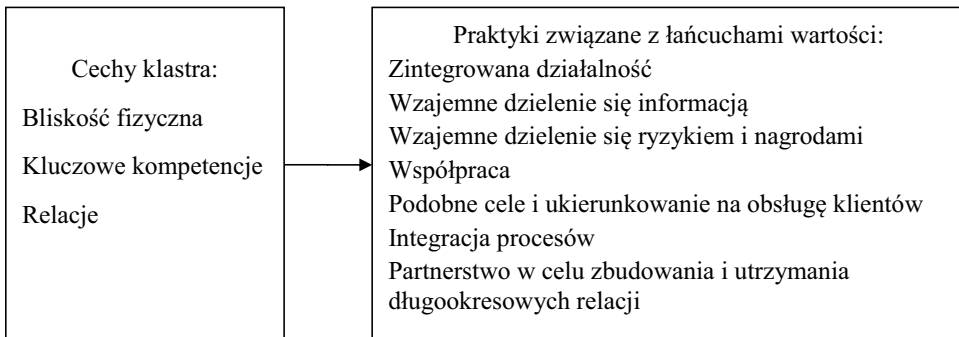 Cechy klastra:
Bliskość fizyczna
Kluczowe kompetencje
Relacje
Praktyki związane z łańcuchami wartości:
Zintegrowana działalność
Wzajemne dzielenie się informacją
Wzajemne dzielenie się ryzykiem i nagrodami
Współpraca
Podobne cele i ukierunkowanie na obsługę klientów
Integracja procesów
Partnerstwo w celu zbudowania i utrzymania
długookresowych relacji